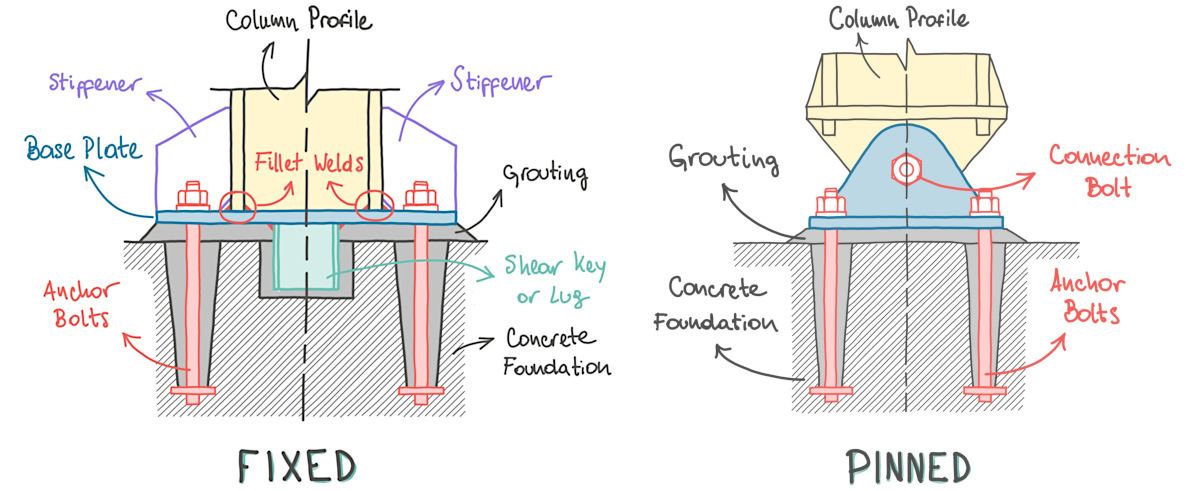 Column Profile
Stiffener
Stiffener
Base Plate
Fillet Welds
Grouting
Anchor
Bolts
Shear Key
or Lug
Concrete
Foundation
FIXED
Column Profile
Grouting
Connection
Bolt
Concrete
Foundation
Anchor
Bolts
PINNED